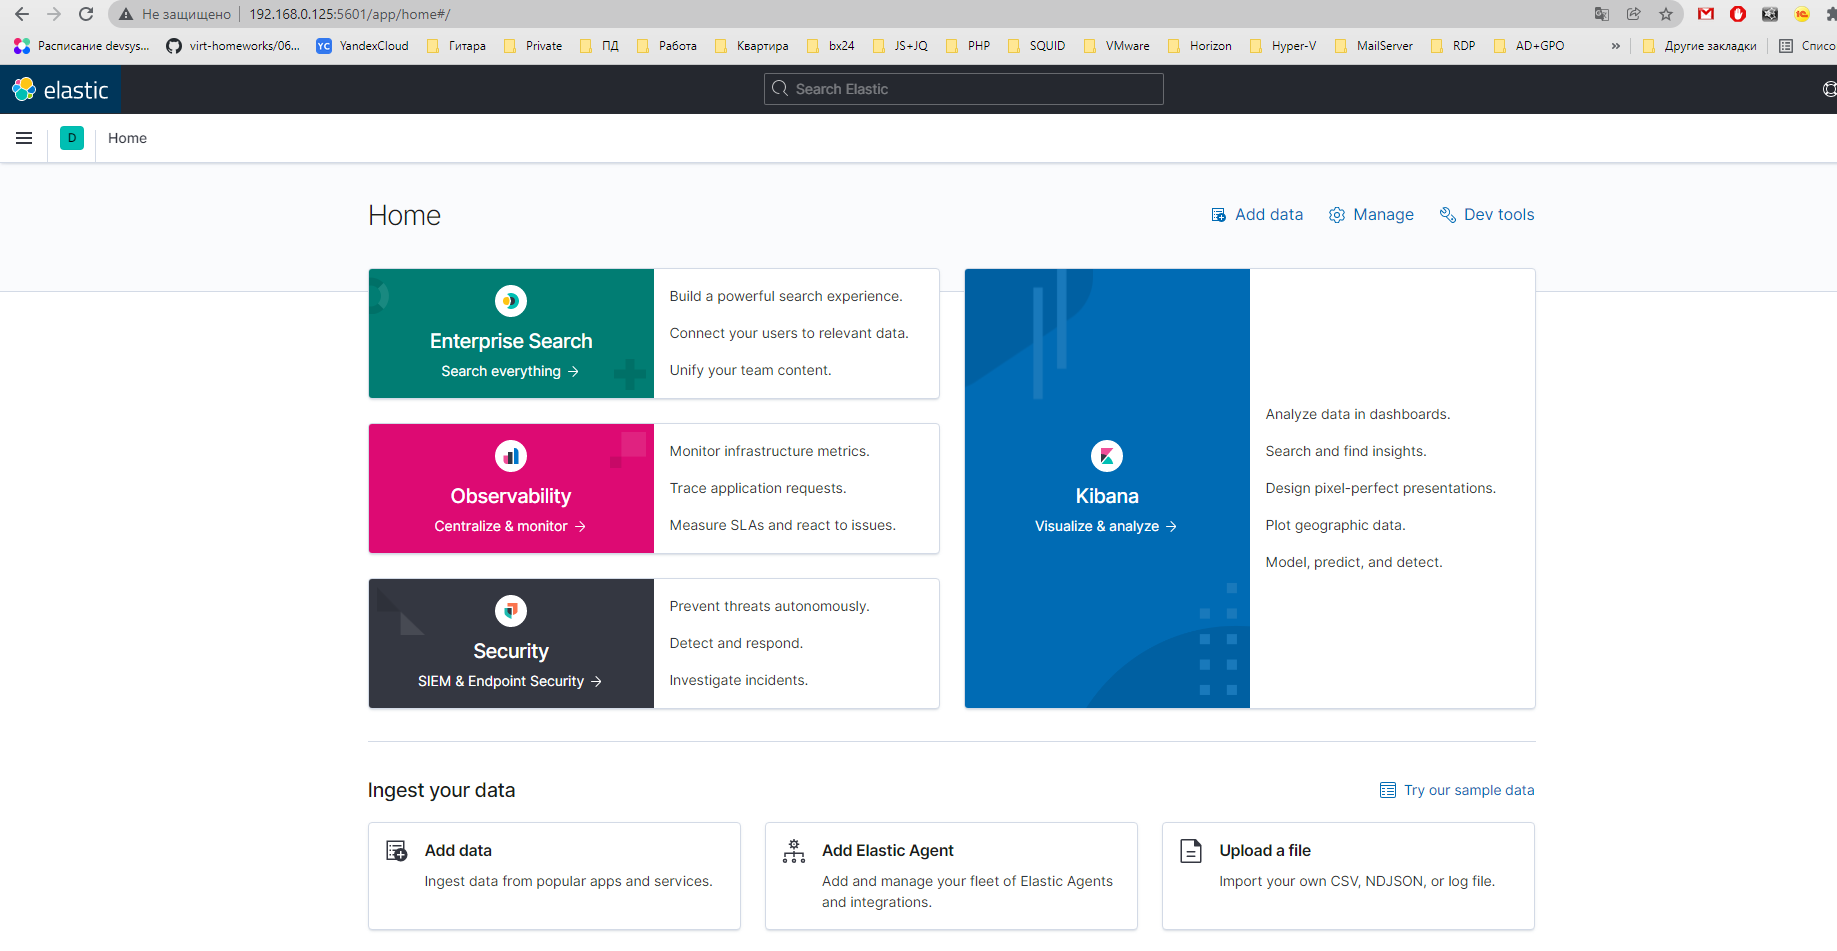 Не защищено 192.168.0.125:5601/app/home#/
Расписание devsys... virt-homeworks/06... YC YandexCloud Гитара Private ПД Работа Квартира bx24 JS+JQ PHP SQUID VMware Horizon Hyper-V MailServer RDP AD+GPO » Другие закладки Списо
elastic Search Elastic
D Home
Home Add data Manage Dev tools
Enterprise Search
Search everything →
Build a powerful search experience.
Connect your users to relevant data.
Unify your team content.
Observability
Centralize & monitor →
Monitor infrastructure metrics.
Trace application requests.
Measure SLAs and react to issues.
Security
SIEM & Endpoint Security →
Prevent threats autonomously.
Detect and respond.
Investigate incidents.
Kibana
Visualize & analyze →
Analyze data in dashboards.
Search and find insights.
Design pixel-perfect presentations.
Plot geographic data.
Model, predict, and detect.
Ingest your data Try our sample data
Add data
Ingest data from popular apps and services.
Add Elastic Agent
Add and manage your fleet of Elastic Agents
and integrations.
Upload a file
Import your own CSV, NDJSON, or log file.